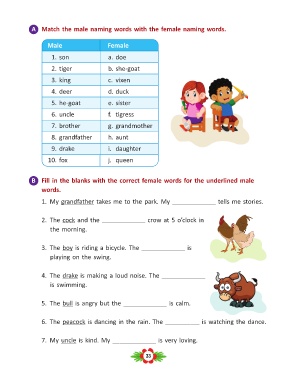 A Match the male naming words with the female naming words.
Male Female
1. son a. doe
2. tiger b. she-goat
3. king c. vixen
4. deer d. duck
5. he-goat e. sister
6. uncle f. tigress
7. brother g. grandmother
8. grandfather h. aunt
9. drake i. daughter
10. fox j. queen
B Fill in the blanks with the correct female words for the underlined male
words.
1. My grandfather takes me to the park. My ____________ tells me stories.
2. The cock and the ____________ crow at 5 o'clock in
the morning.
3. The boy is riding a bicycle. The ____________ is
playing on the swing.
4. The drake is making a loud noise. The ____________
is swimming.
5. The bull is angry but the ____________ is calm.
6. The peacock is dancing in the rain. The __________ is watching the dance.
7. My uncle is kind. My ____________ is very loving.
33